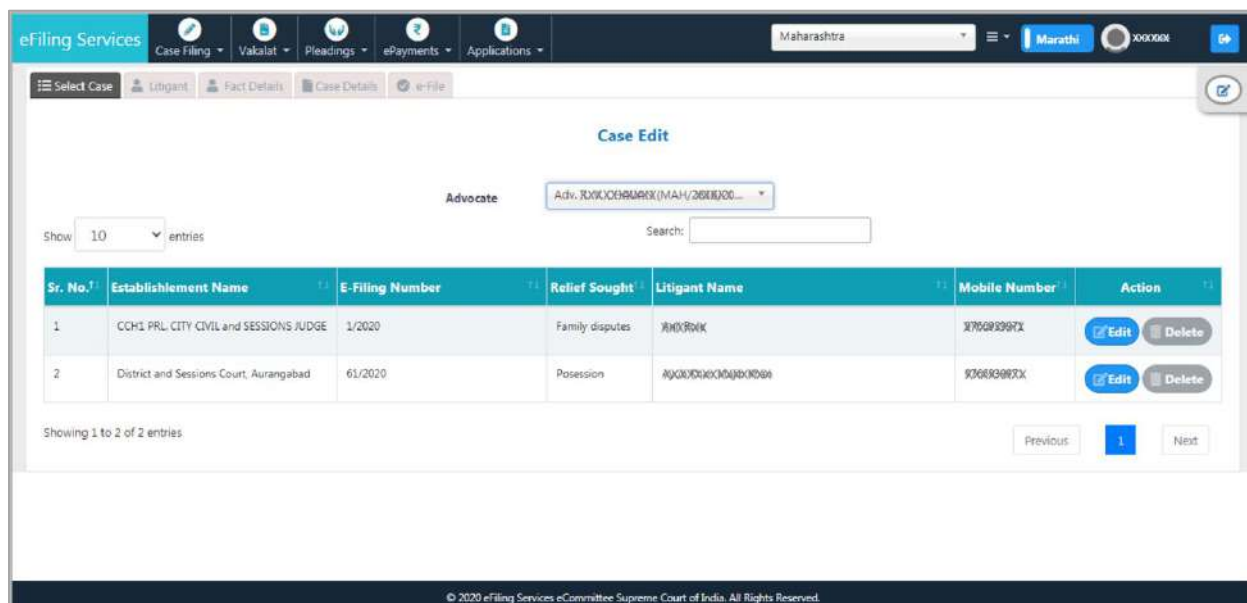 eFiling Services Case Filing Vakalat Pleadings ePayments Applications Maharashtra Marathi
Select Case Litigant Fact Details Case Details e-File
Case Edit
Advocate Adv.
Show 10 entries Search:
Sr. No. Establishlement Name E-Filing Number Relief Sought Litigant Name Mobile Number Action
1 CCH1 PRL. CITY CIVIL and SESSIONS JUDGE 1/2020 Family disputes Edit Delete
2 District and Sessions Court, Aurangabad 61/2020 Posession Edit Delete
Showing 1 to 2 of 2 entries Previous 1 Next
© 2020 eFiling Services eCommittee Supreme Court of India. All Rights Reserved.